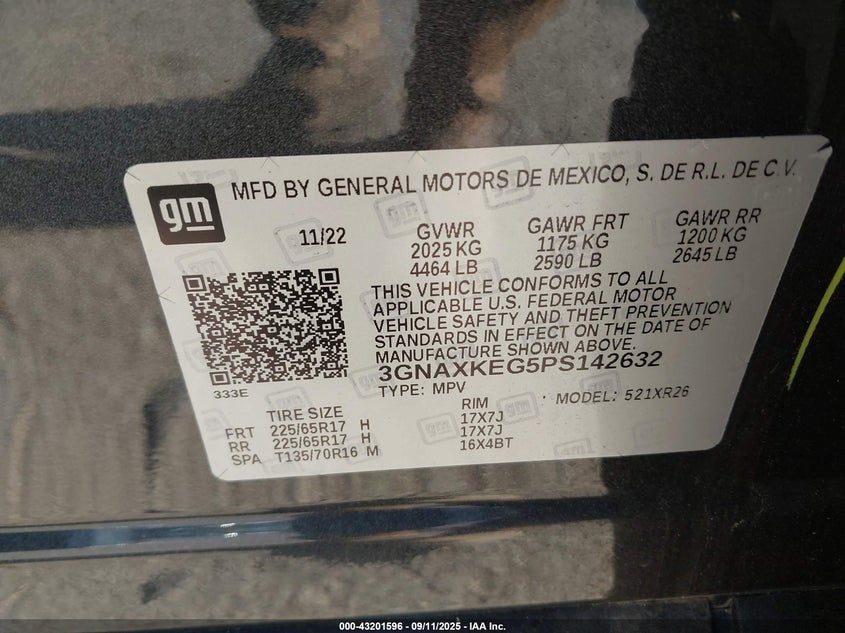 gm
MFD BY GENERAL MOTORS DE MEXICO, S. DE R.L. DE C.V.
11/22 GVWR GAWR FRT GAWR RR
2025 KG 1175 KG 1200 KG
4464 LB 2590 LB 2645 LB
THIS VEHICLE CONFORMS TO ALL
APPLICABLE U.S. FEDERAL MOTOR
VEHICLE SAFETY AND THEFT PREVENTION
STANDARDS IN EFFECT ON THE DATE OF
MANUFACTURE SHOWN ABOVE.
3GNAXKEG5PS142632
333E TYPE: MPV MODEL: 521XR26
TIRE SIZE RIM
FRT 225/65R17 H 17X7J
RR 225/65R17 H 17X7J
SPA T135/70R16 M 16X4BT
000-43201596 - 09/11/2025 - IAA Inc.